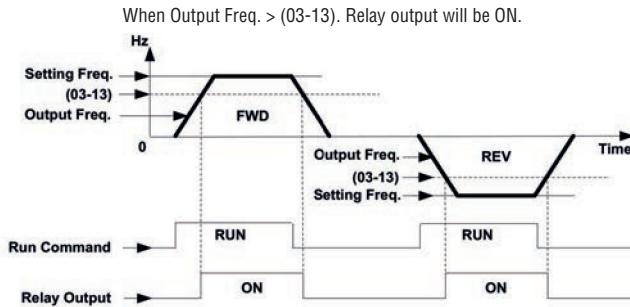 When Output Freq. > (03-13). Relay output will be ON.
Hz
Setting Freq.
(03-13)
Output Freq.
FWD
0
Time
Output Freq.
REV
(03-13)
Setting Freq.
Run Command
RUN
RUN
Relay Output
ON
ON